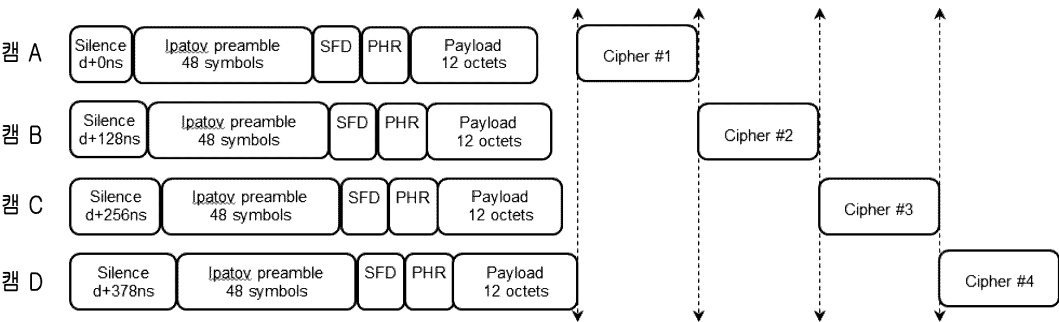 캠 A
Silence
d+0ns
Ipatov preamble
48 symbols
SFD
PHR
Payload
12 octets
Cipher #1
캠 B
Silence
d+128ns
Ipatov preamble
48 symbols
SFD
PHR
Payload
12 octets
Cipher #2
캠 C
Silence
d+256ns
Ipatov preamble
48 symbols
SFD
PHR
Payload
12 octets
Cipher #3
캠 D
Silence
d+378ns
Ipatov preamble
48 symbols
SFD
PHR
Payload
12 octets
Cipher #4